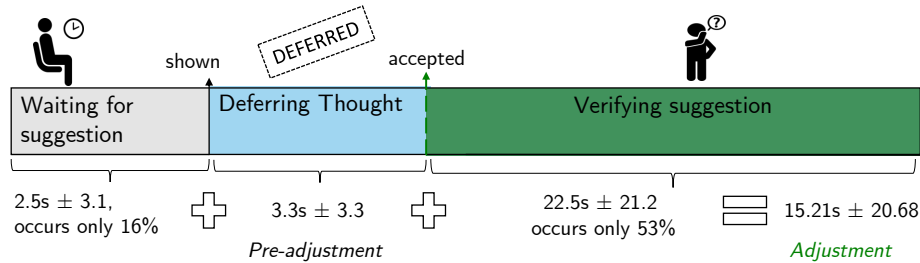 DEFERRED
shown
accepted
Waiting for
suggestion
Deferring Thought
Verifying suggestion
2.5s ± 3.1,
occurs only 16%
3.3s ± 3.3
22.5s ± 21.2
occurs only 53%
15.21s ± 20.68
Pre-adjustment
Adjustment
?